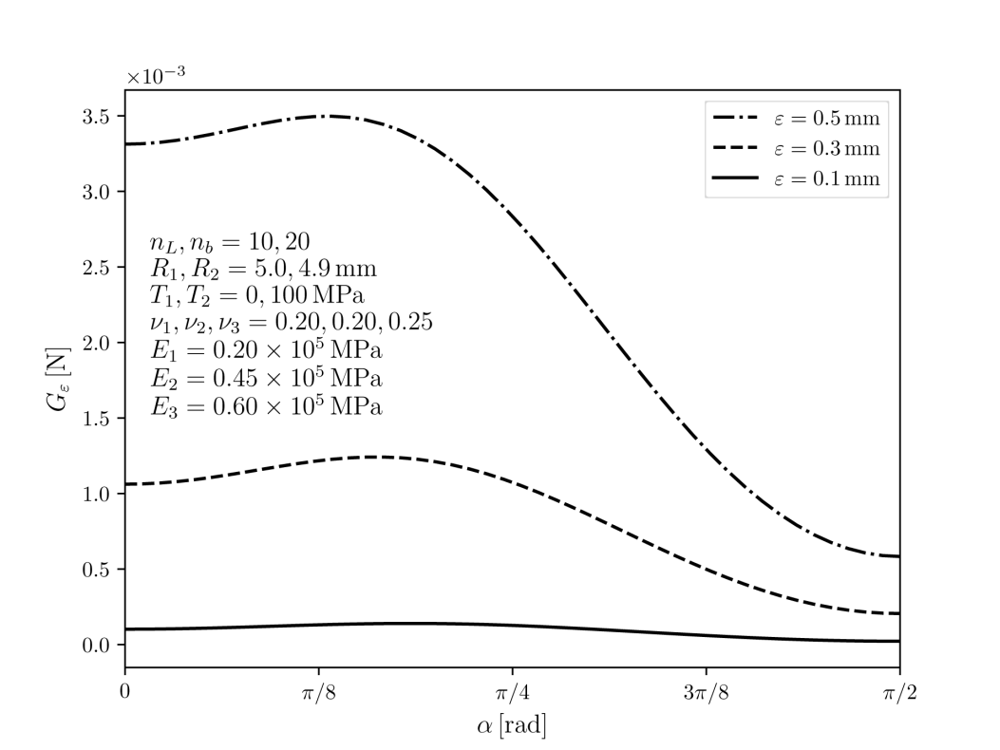 ×10⁻³
3.5
3.0
2.5
2.0
1.5
1.0
0.5
0.0
G_ε [N]
ε = 0.5 mm
ε = 0.3 mm
ε = 0.1 mm
n_L, n_b = 10, 20
R₁, R₂ = 5.0, 4.9 mm
T₁, T₂ = 0, 100 MPa
ν₁, ν₂, ν₃ = 0.20, 0.20, 0.25
E₁ = 0.20 × 10⁵ MPa
E₂ = 0.45 × 10⁵ MPa
E₃ = 0.60 × 10⁵ MPa
0 π/8 π/4 3π/8 π/2
α [rad]